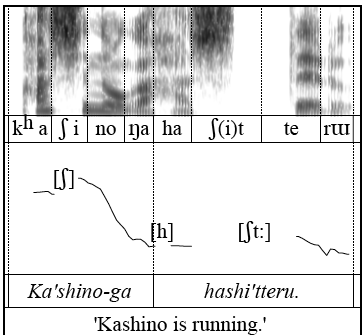 kʰ a ʃ i no ŋa ha ʃ(i)t te rɯ
[ʃ]
[h] [ʃt:]
Ka'shino-ga hashi'tteru.
'Kashino is running.'